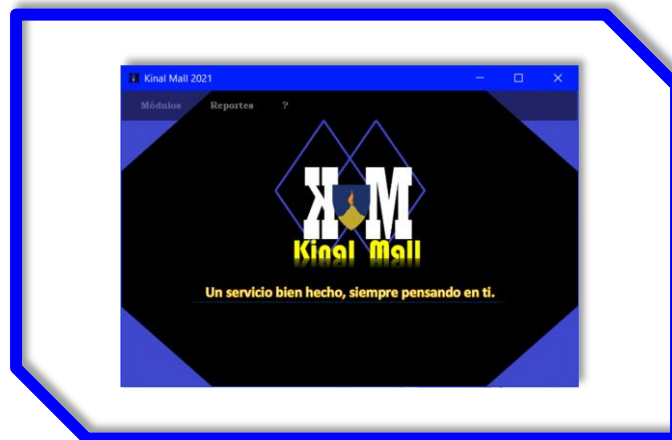 Kinal Mall 2021
Módulos Reportes ?
KM
Kinal Mall
Un servicio bien hecho, siempre pensando en ti.